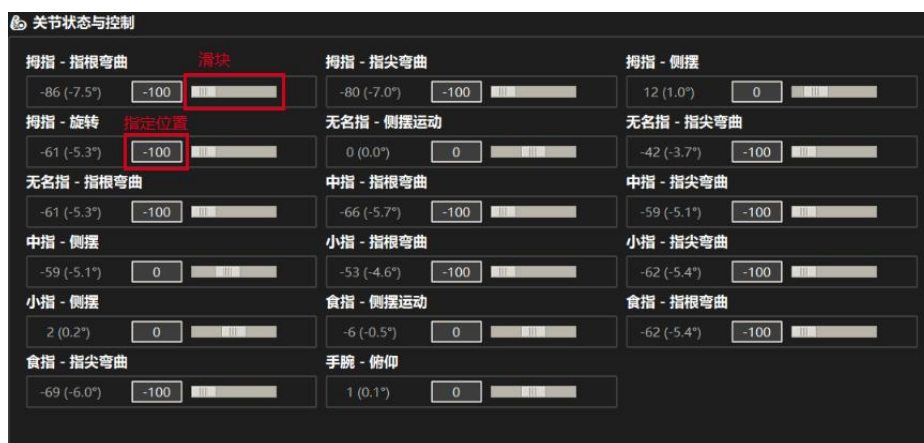 关节状态与控制
拇指 - 指根弯曲 滑块 拇指 - 指尖弯曲 拇指 - 侧摆
-86 (-7.5°) -100 -80 (-7.0°) -100 12 (1.0°) 0
拇指 - 旋转 指定位置 无名指 - 侧摆运动 无名指 - 指尖弯曲
-61 (-5.3°) -100 0 (0.0°) 0 -42 (-3.7°) -100
无名指 - 指根弯曲 中指 - 指根弯曲 中指 - 指尖弯曲
-61 (-5.3°) -100 -66 (-5.7°) -100 -59 (-5.1°) -100
中指 - 侧摆 小指 - 指根弯曲 小指 - 指尖弯曲
-59 (-5.1°) 0 -53 (-4.6°) -100 -62 (-5.4°) -100
小指 - 侧摆 食指 - 侧摆运动 食指 - 指根弯曲
2 (0.2°) 0 -6 (-0.5°) 0 -62 (-5.4°) -100
食指 - 指尖弯曲 手腕 - 俯仰
-69 (-6.0°) -100 1 (0.1°) 0